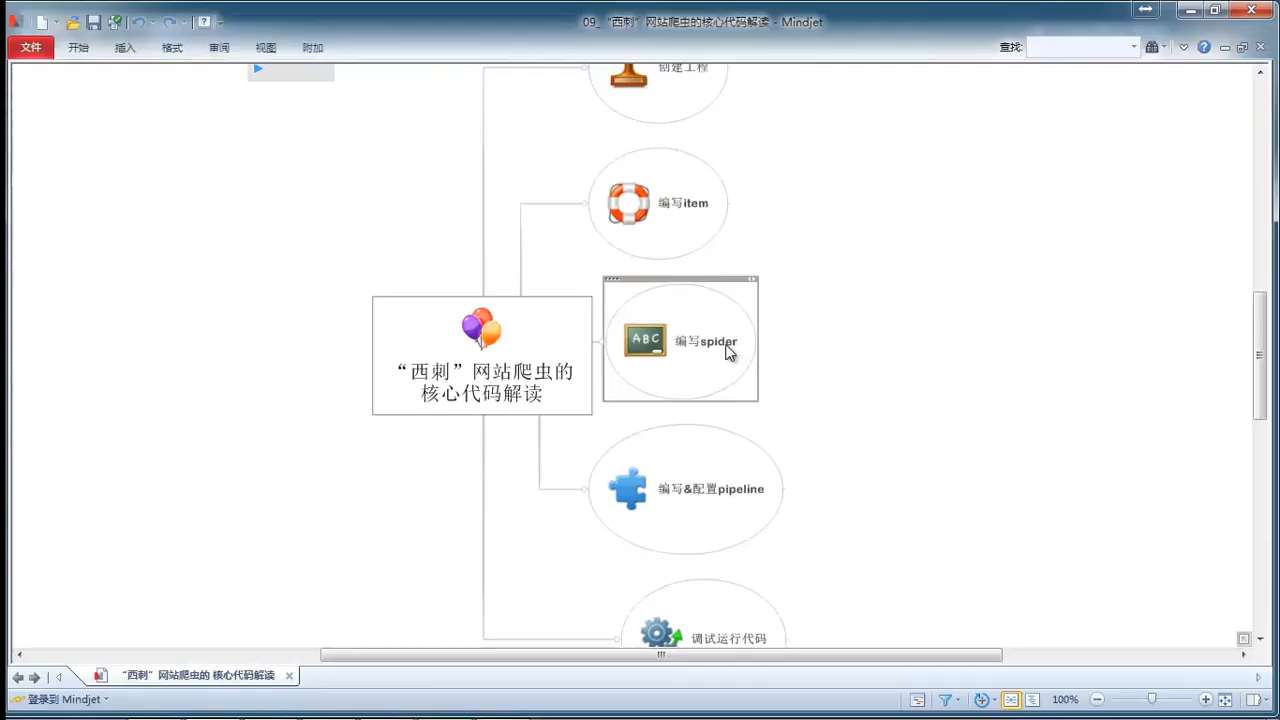 09_“西刺”网站爬虫的核心代码解读 - Mindjet
文件 开始 插入 格式 审阅 视图 附加 查找:
创建工程
编写item
ABC
编写spider
“西刺”网站爬虫的
核心代码解读
编写&配置pipeline
调试运行代码
“西刺”网站爬虫的 核心代码解读
登录到 Mindjet 100%